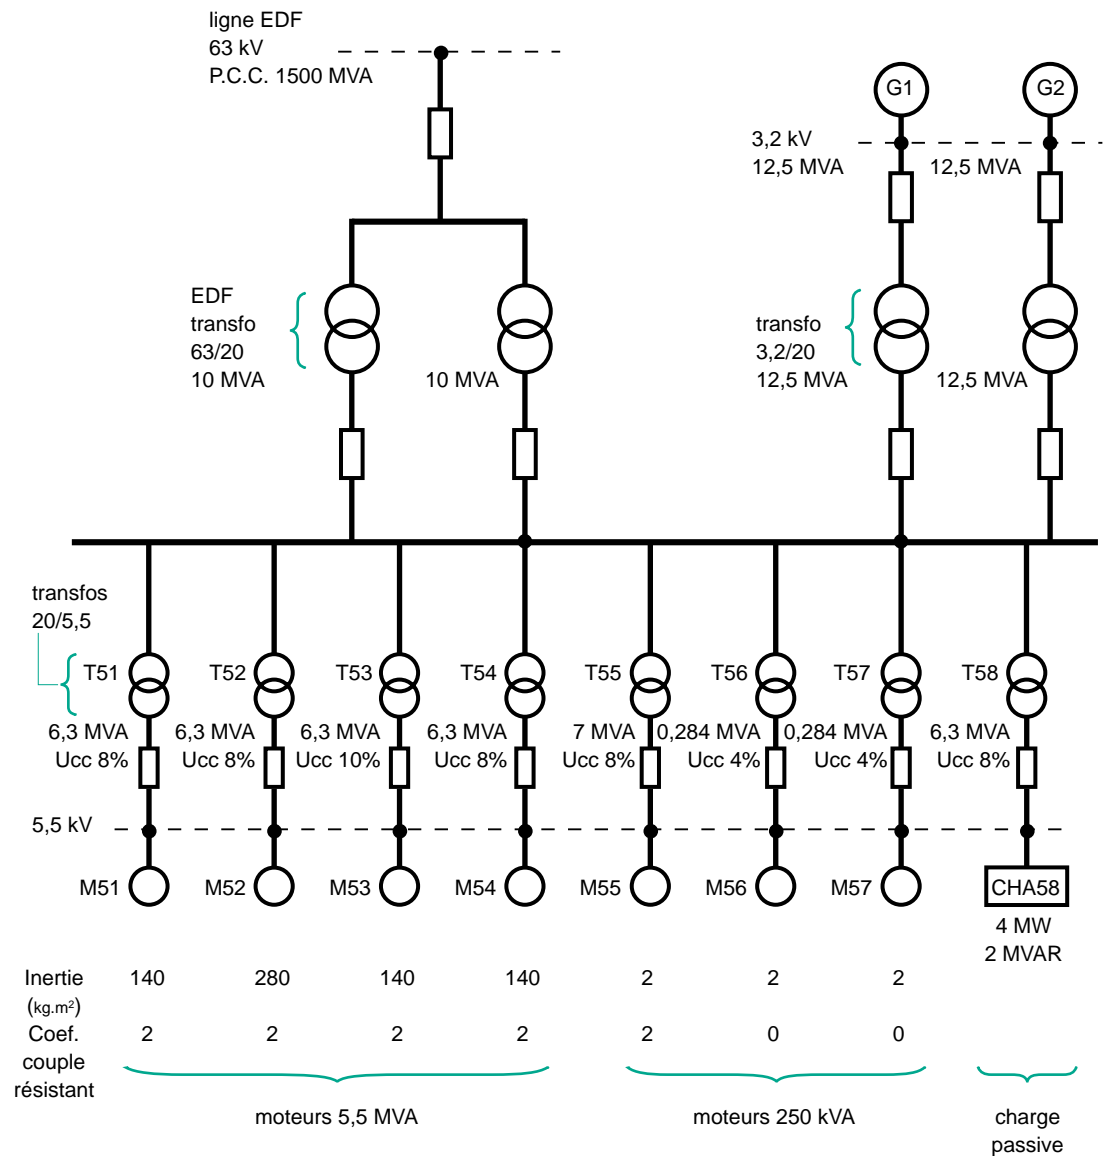 ligne EDF
63 kV
P.C.C. 1500 MVA
G1
G2
3,2 kV
12,5 MVA
12,5 MVA
EDF
transfo
63/20
10 MVA
10 MVA
transfo
3,2/20
12,5 MVA
12,5 MVA
transfos
20/5,5
T51 T52 T53 T54 T55 T56 T57 T58
6,3 MVA 6,3 MVA 6,3 MVA 6,3 MVA 7 MVA 0,284 MVA 0,284 MVA 6,3 MVA
Ucc 8% Ucc 8% Ucc 10% Ucc 8% Ucc 8% Ucc 4% Ucc 4% Ucc 8%
5,5 kV
M51 M52 M53 M54 M55 M56 M57 CHA58
4 MW
2 MVAR
Inertie 140 280 140 140 2 2 2
(kg.m²)
Coef. 2 2 2 2 2 0 0
couple
résistant
moteurs 5,5 MVA
moteurs 250 kVA
charge
passive